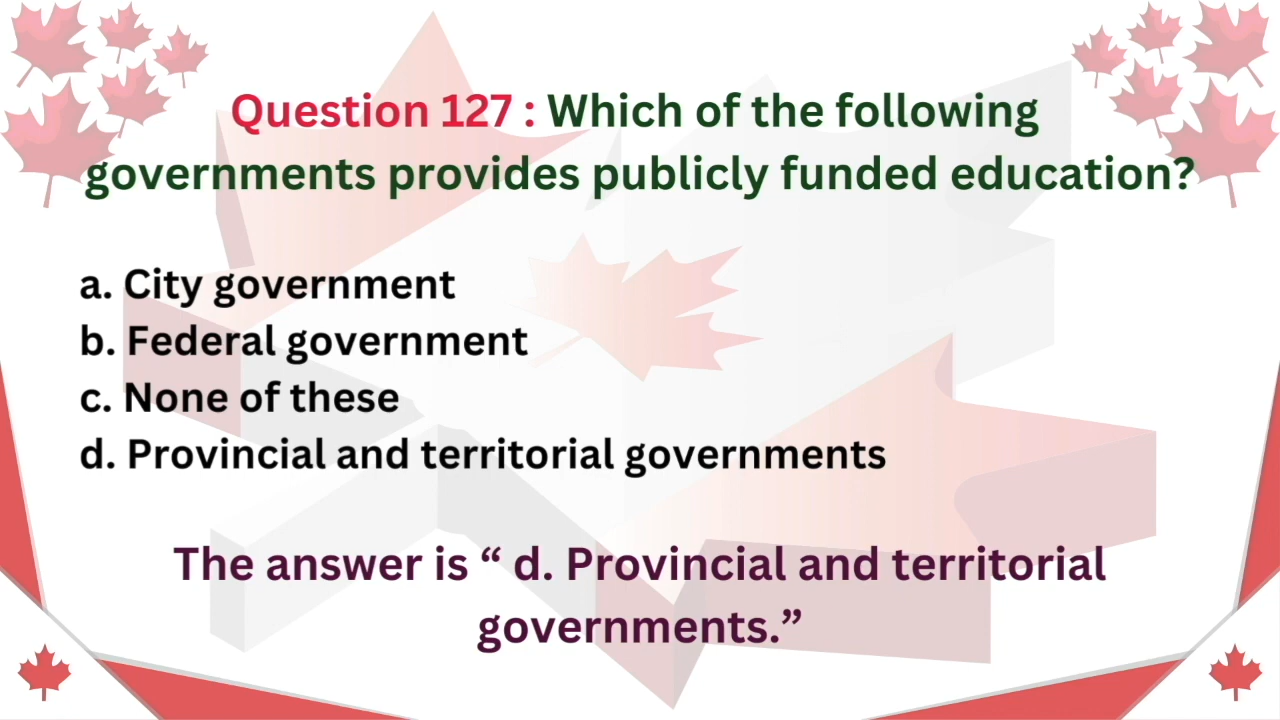 Question 127 : Which of the following
governments provides publicly funded education?
a. City government
b. Federal government
c. None of these
d. Provincial and territorial governments
The answer is “ d. Provincial and territorial
governments.”